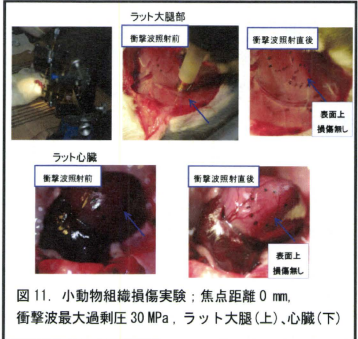 ラット大腿部
衝撃波照射前
衝撃波照射直後
表面上
損傷無し
ラット心臓
衝撃波照射前
衝撃波照射直後
表面上
損傷無し
図11. 小動物組織損傷実験；焦点距離0 mm,
衝撃波最大過剰圧30 MPa，ラット大腿(上)、心臓(下)